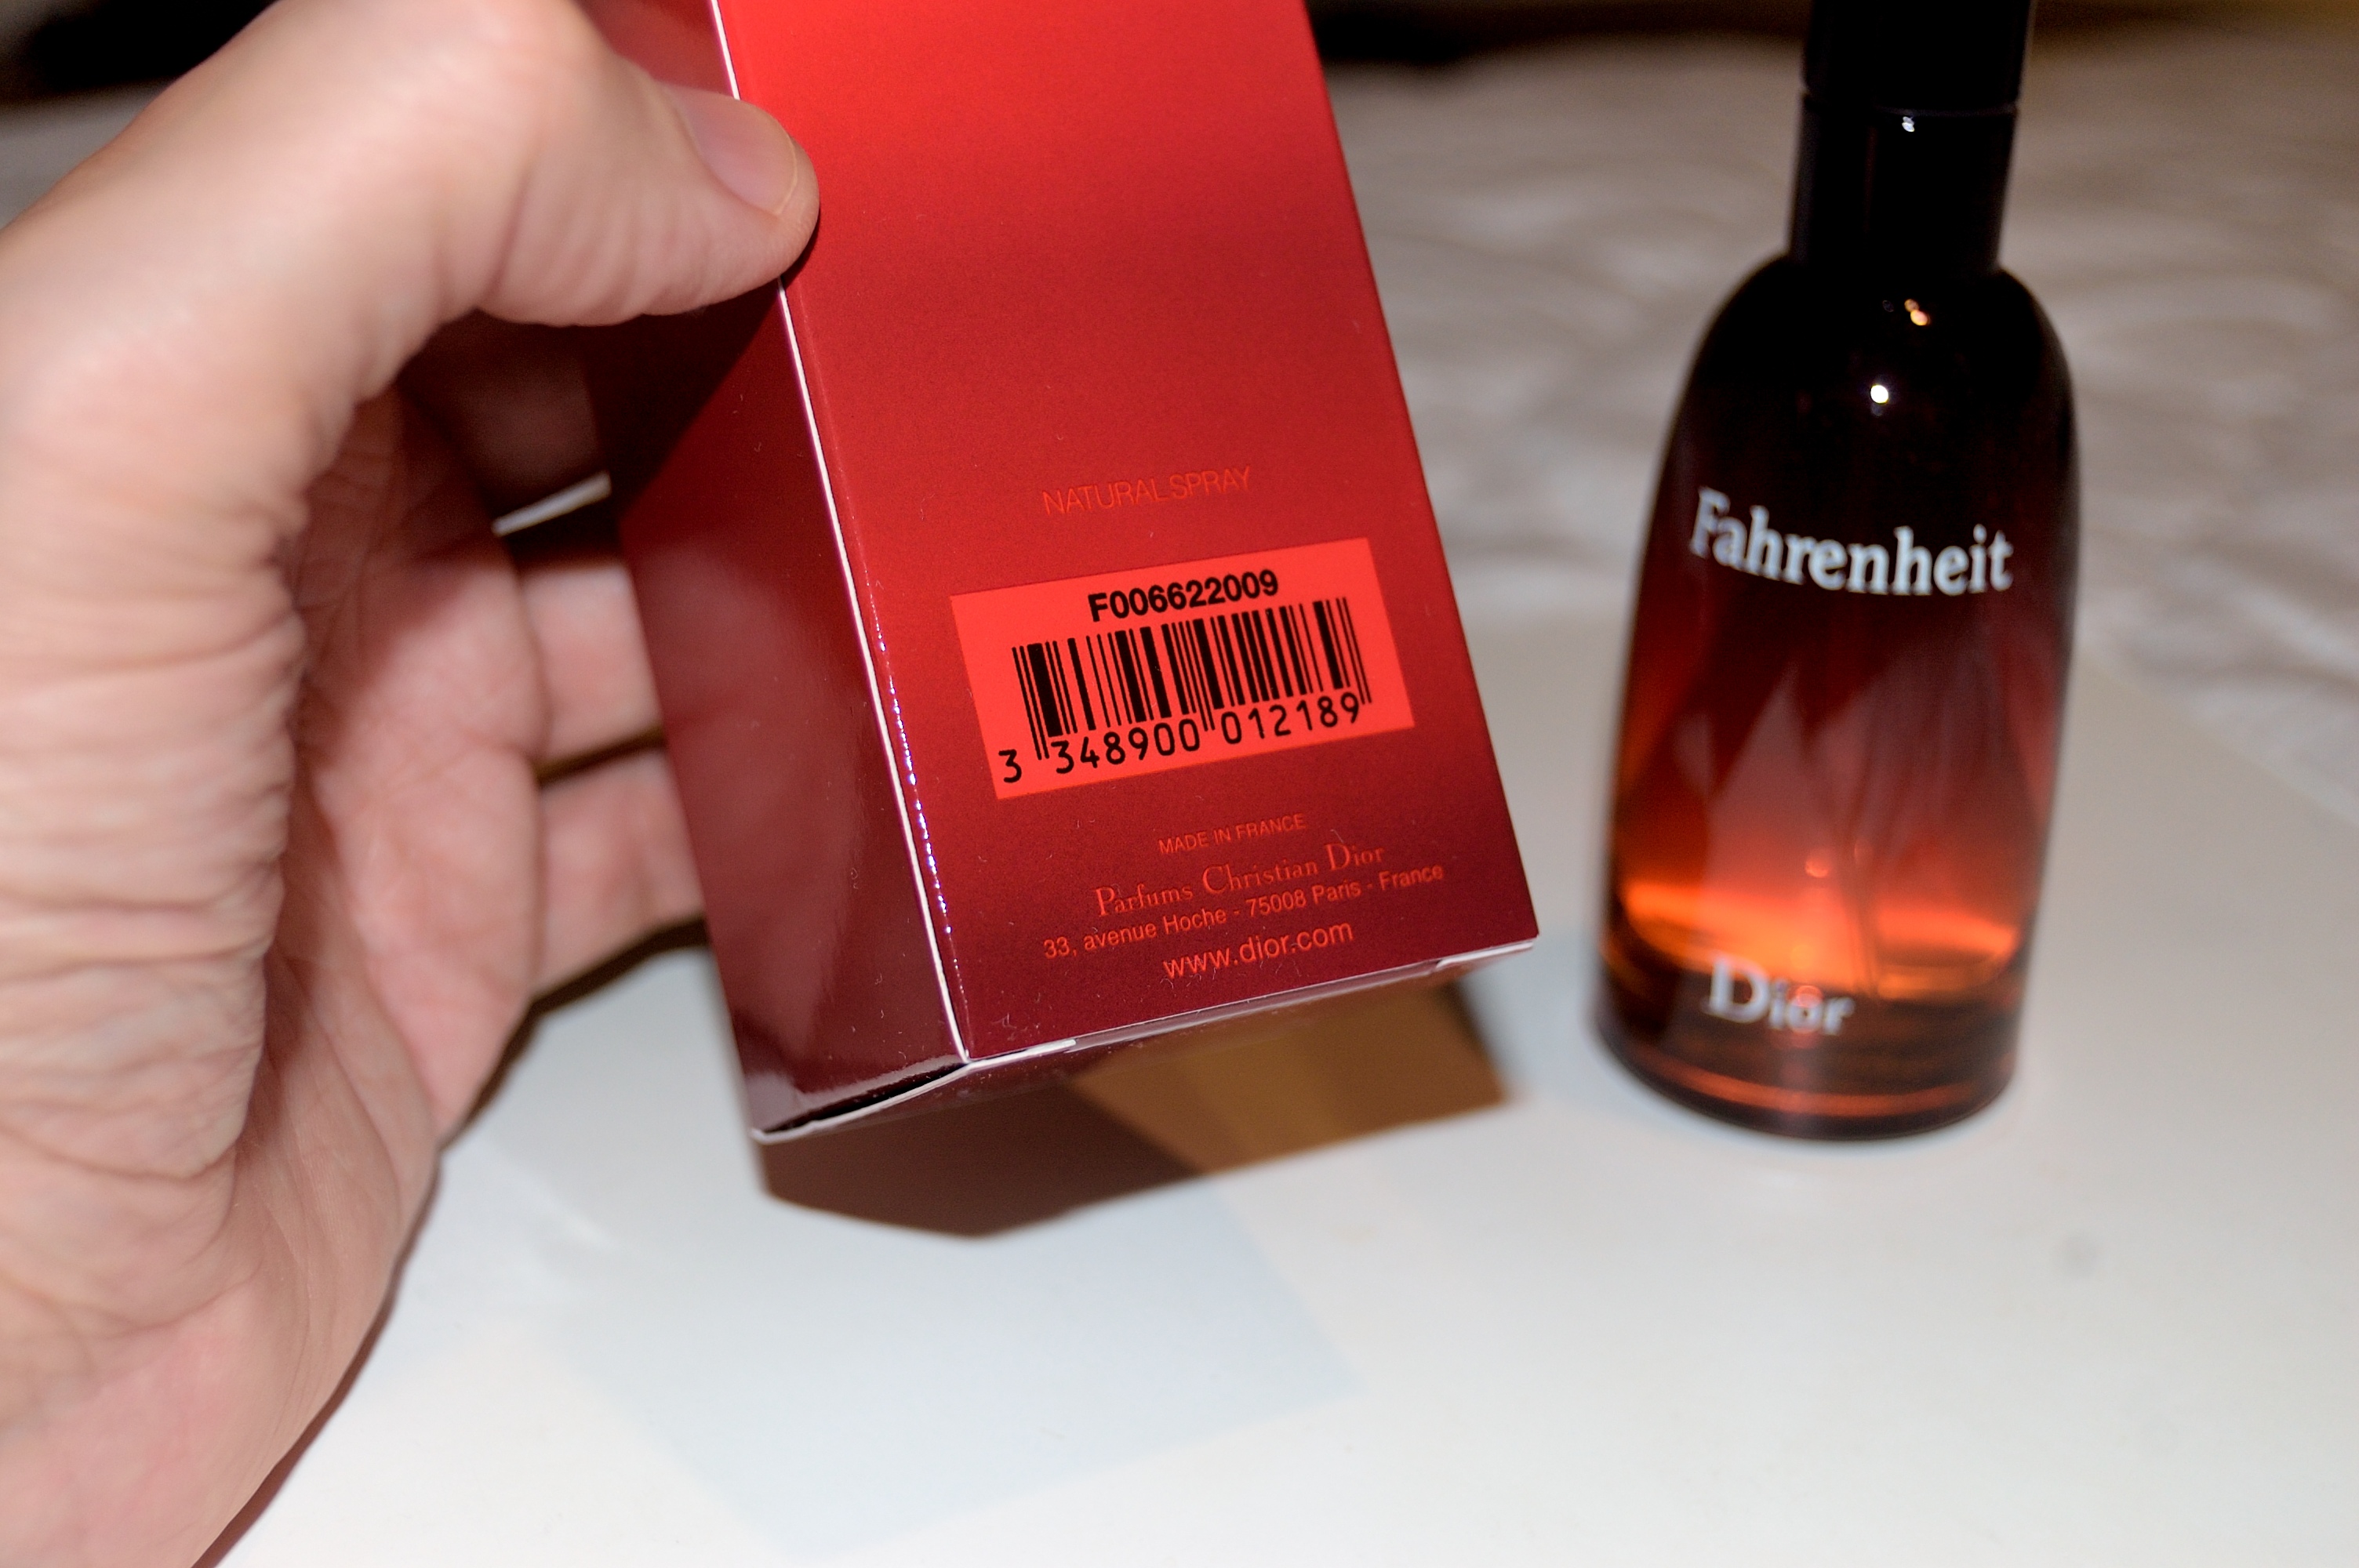 NATURAL SPRAY
F006622009
3 348900 012189
MADE IN FRANCE
Parfums Christian Dior
33, avenue Hoche - 75008 Paris - France
www.dior.com
Fahrenheit
Dior